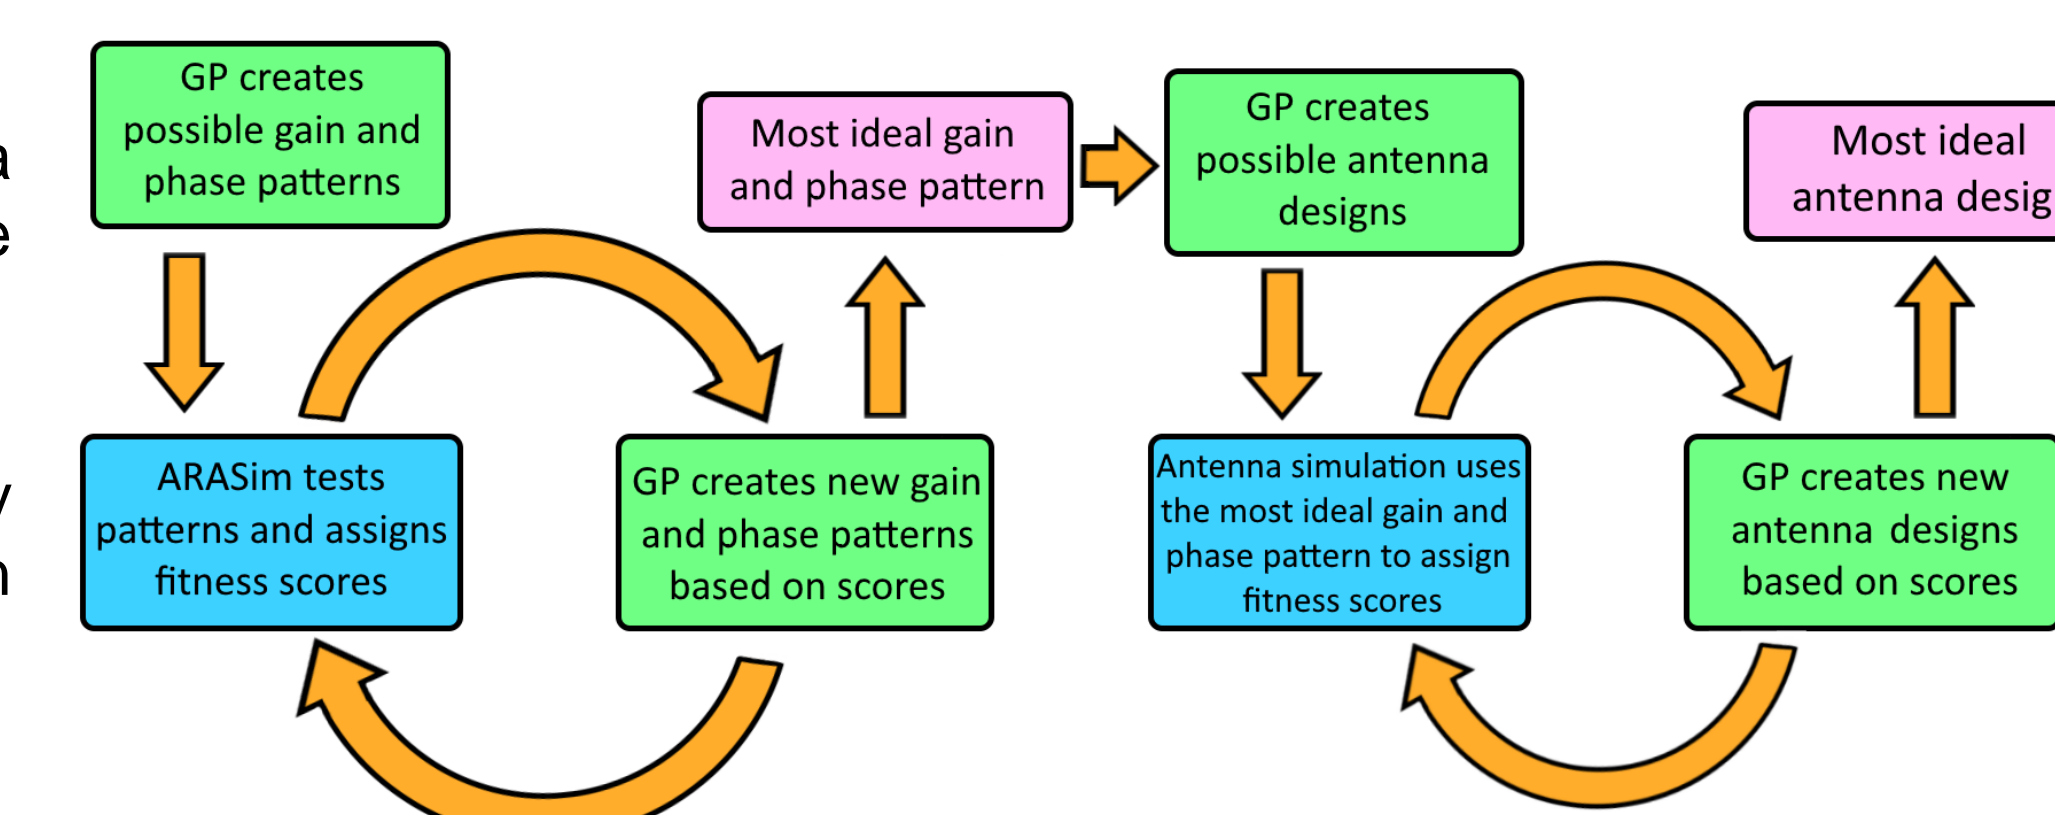 GP creates
possible gain and
phase patterns
Most ideal gain
and phase pattern
GP creates
possible antenna
designs
Most ideal
antenna desig
ARASim tests
patterns and assigns
fitness scores
GP creates new gain
and phase patterns
based on scores
Antenna simulation uses
the most ideal gain and
phase pattern to assign
fitness scores
GP creates new
antenna designs
based on scores
a
e
y
n